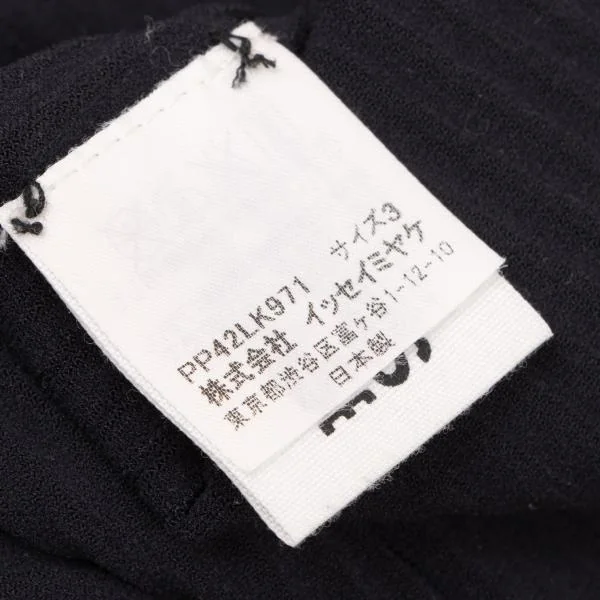 PP42LK971 サイズ3
株式会社 イッセイミヤケ
東京都渋谷区富ヶ谷1-12-10
日本製